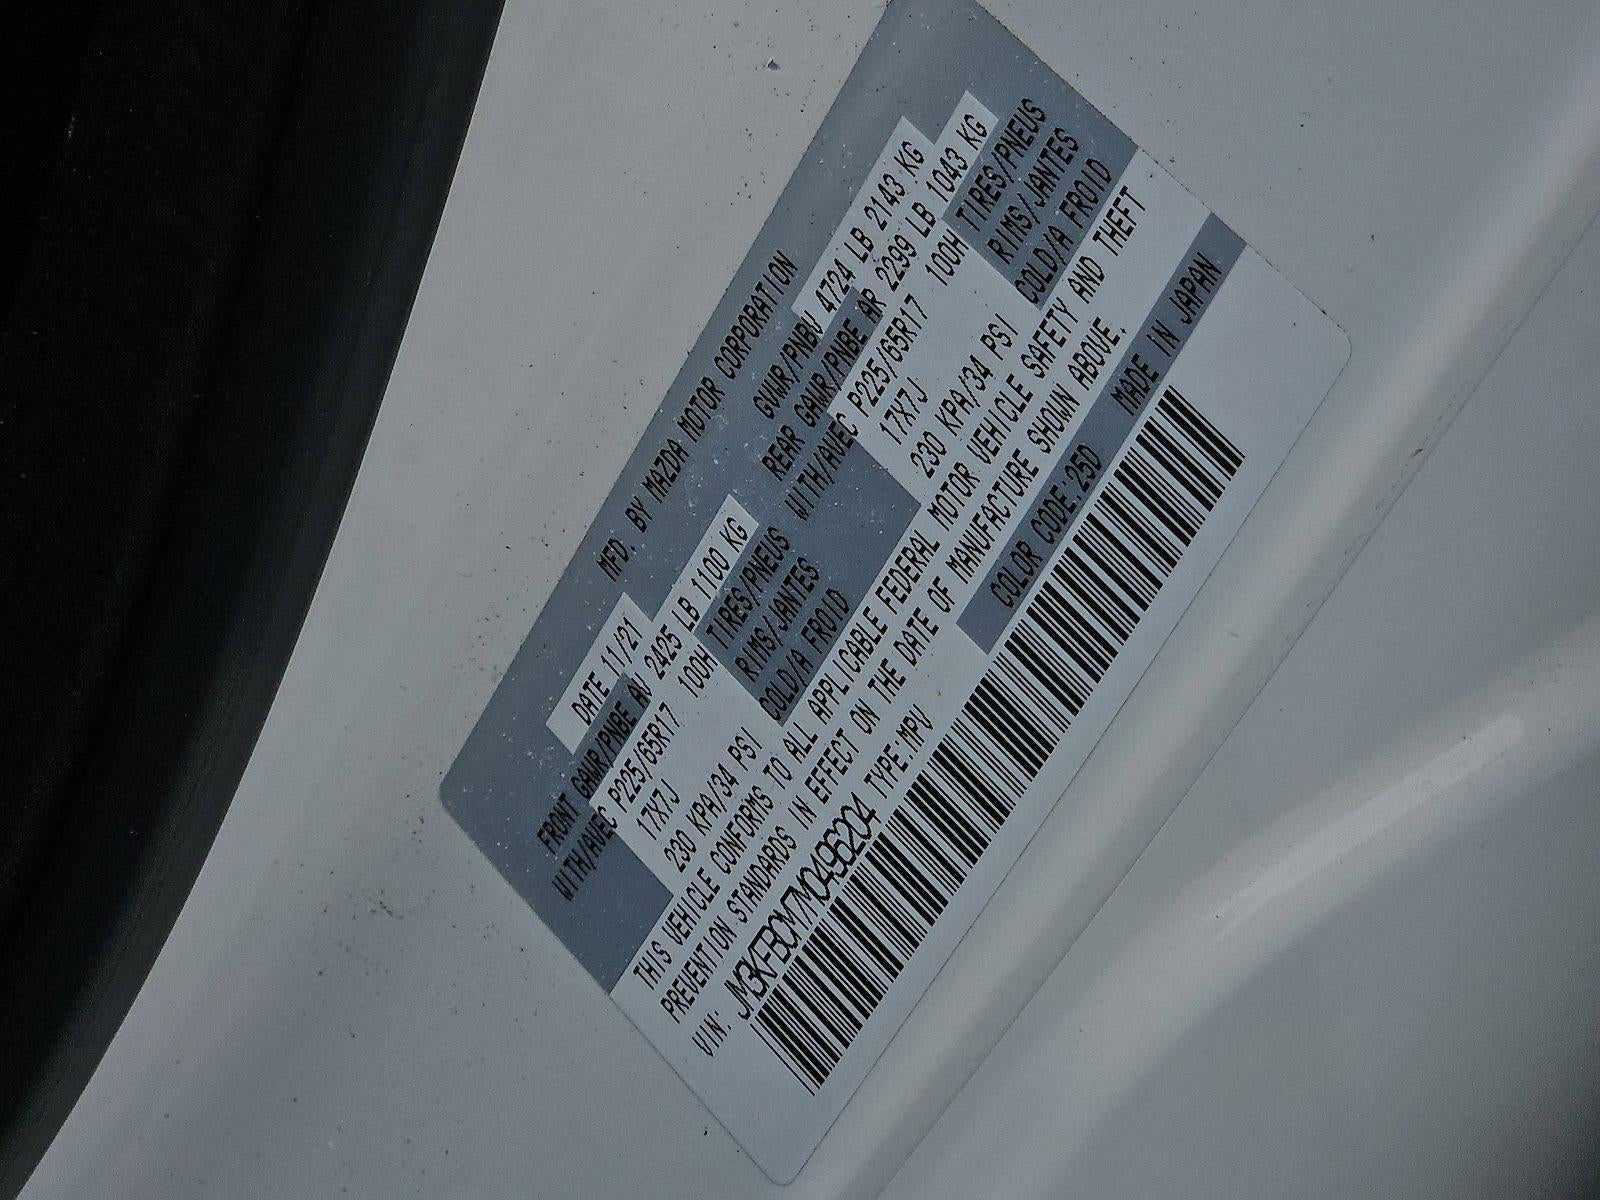 MFD. BY MAZDA MOTOR CORPORATION
DATE 11/21 GVWR/PNBV 4724 LB 2143 KG
FRONT GAWR/PNBE AV 2425 LB 1100 KG REAR GAWR/PNBE AR 2299 LB 1043 KG
WITH/AVEC P225/65R17 100H TIRES/PNEUS WITH/AVEC P225/65R17 100H TIRES/PNEUS
17X7J RIMS/JANTES 17X7J RIMS/JANTES
230 KPA/34 PSI COLD/A FROID 230 KPA/34 PSI COLD/A FROID
THIS VEHICLE CONFORMS TO ALL APPLICABLE FEDERAL MOTOR VEHICLE SAFETY AND THEFT
PREVENTION STANDARDS IN EFFECT ON THE DATE OF MANUFACTURE SHOWN ABOVE.
VIN: JM3KFBCM7M0496204 TYPE:MPV COLOR CODE:25D MADE IN JAPAN